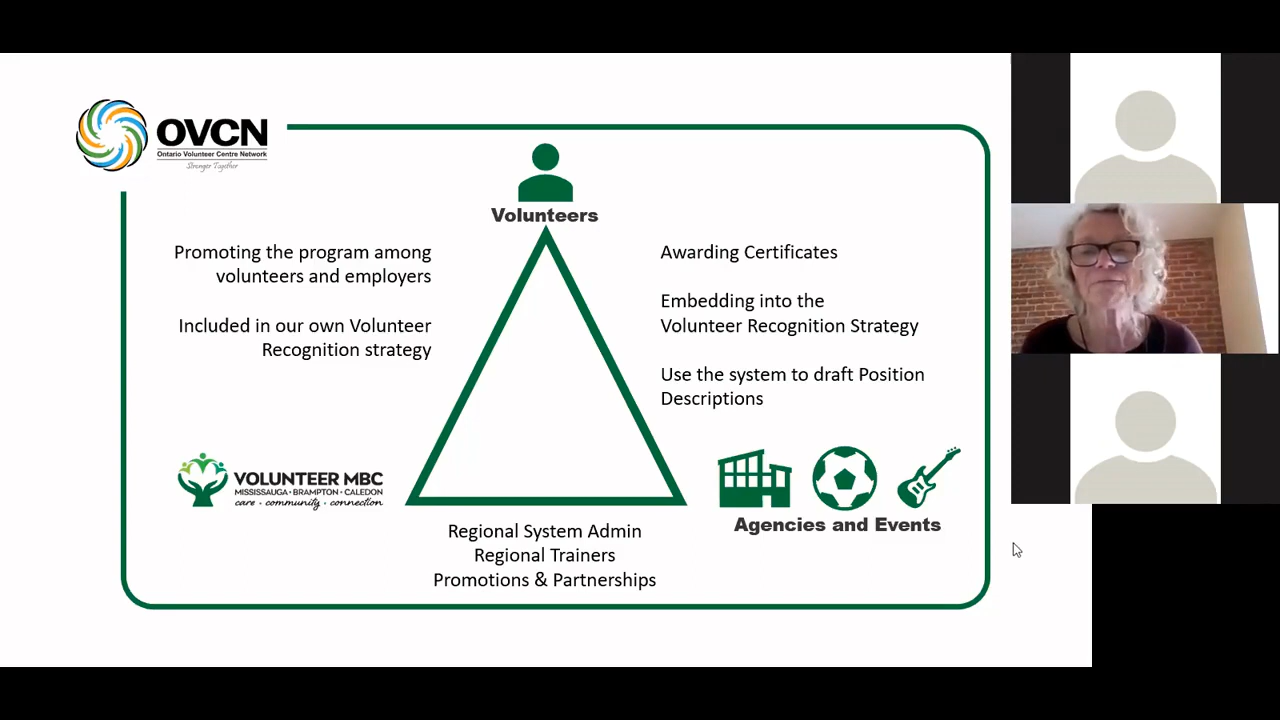 OVCN
Ontario Volunteer Centre Network
Stronger Together
Volunteers
Promoting the program among
volunteers and employers
Included in our own Volunteer
Recognition strategy
Awarding Certificates
Embedding into the
Volunteer Recognition Strategy
Use the system to draft Position
Descriptions
VOLUNTEER MBC
MISSISSAUGA • BRAMPTON • CALEDON
care • community • connection
Agencies and Events
Regional System Admin
Regional Trainers
Promotions & Partnerships